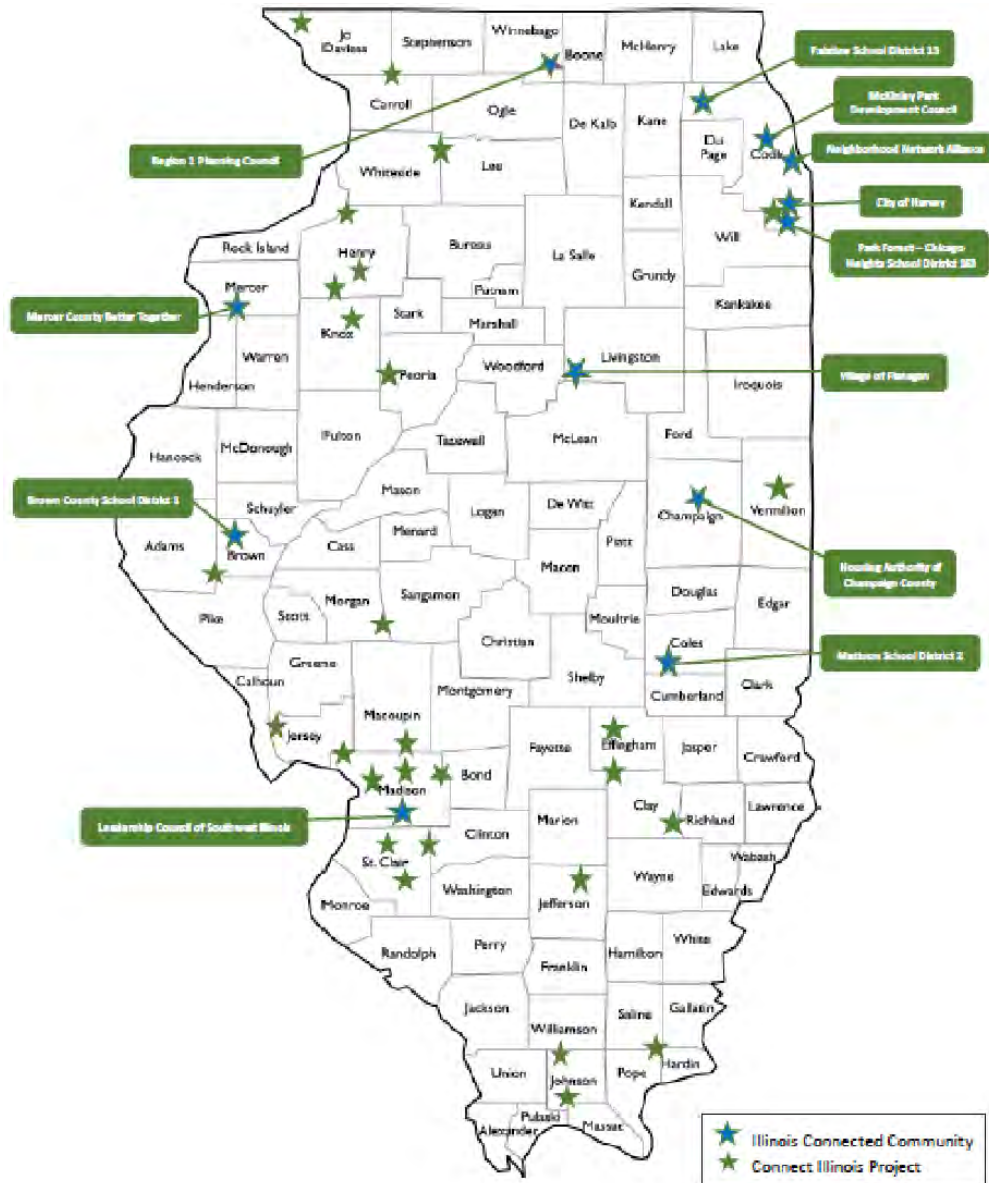 Jo
Daviess
Stephenson
Winnebago
Boone
McHenry
Lake
Carroll
Ogle
De Kalb
Kane
Du
Page
Cook
Region 1 Planning Council
McKinley Park
Development Council
Neighborhood Network Alliance
City of Harvey
Park Forest – Chicago
Heights School District 163
Whiteside
Lee
Kendall
Will
Rock Island
Henry
Bureau
La Salle
Grundy
Putnam
Kankakee
Mercer
Mercer County Better Together
Knox
Stark
Marshall
Warren
Henderson
Peoria
Woodford
Livingston
Village of Flanagan
Iroquois
Hancock
McDonough
Fulton
Tazewell
McLean
Ford
Brown County School District 1
Schuyler
Mason
Logan
De Witt
Champaign
Vermilion
Adams
Brown
Cass
Menard
Piatt
Macon
Housing Authority of
Champaign County
Pike
Scott
Morgan
Sangamon
Christian
Moultrie
Douglas
Edgar
Coles
Mattoon School District 2
Calhoun
Greene
Shelby
Cumberland
Clark
Jersey
Macoupin
Montgomery
Fayette
Effingham
Jasper
Crawford
Madison
Bond
Clay
Richland
Lawrence
Leadership Council of Southwest Illinois
Clinton
Marion
Wabash
St. Clair
Washington
Wayne
Edwards
Monroe
Jefferson
Randolph
Perry
Hamilton
White
Franklin
Jackson
Williamson
Saline
Gallatin
Union
Johnson
Pope
Hardin
Alexander
Pulaski
Massac
Illinois Connected Community
Connect Illinois Project